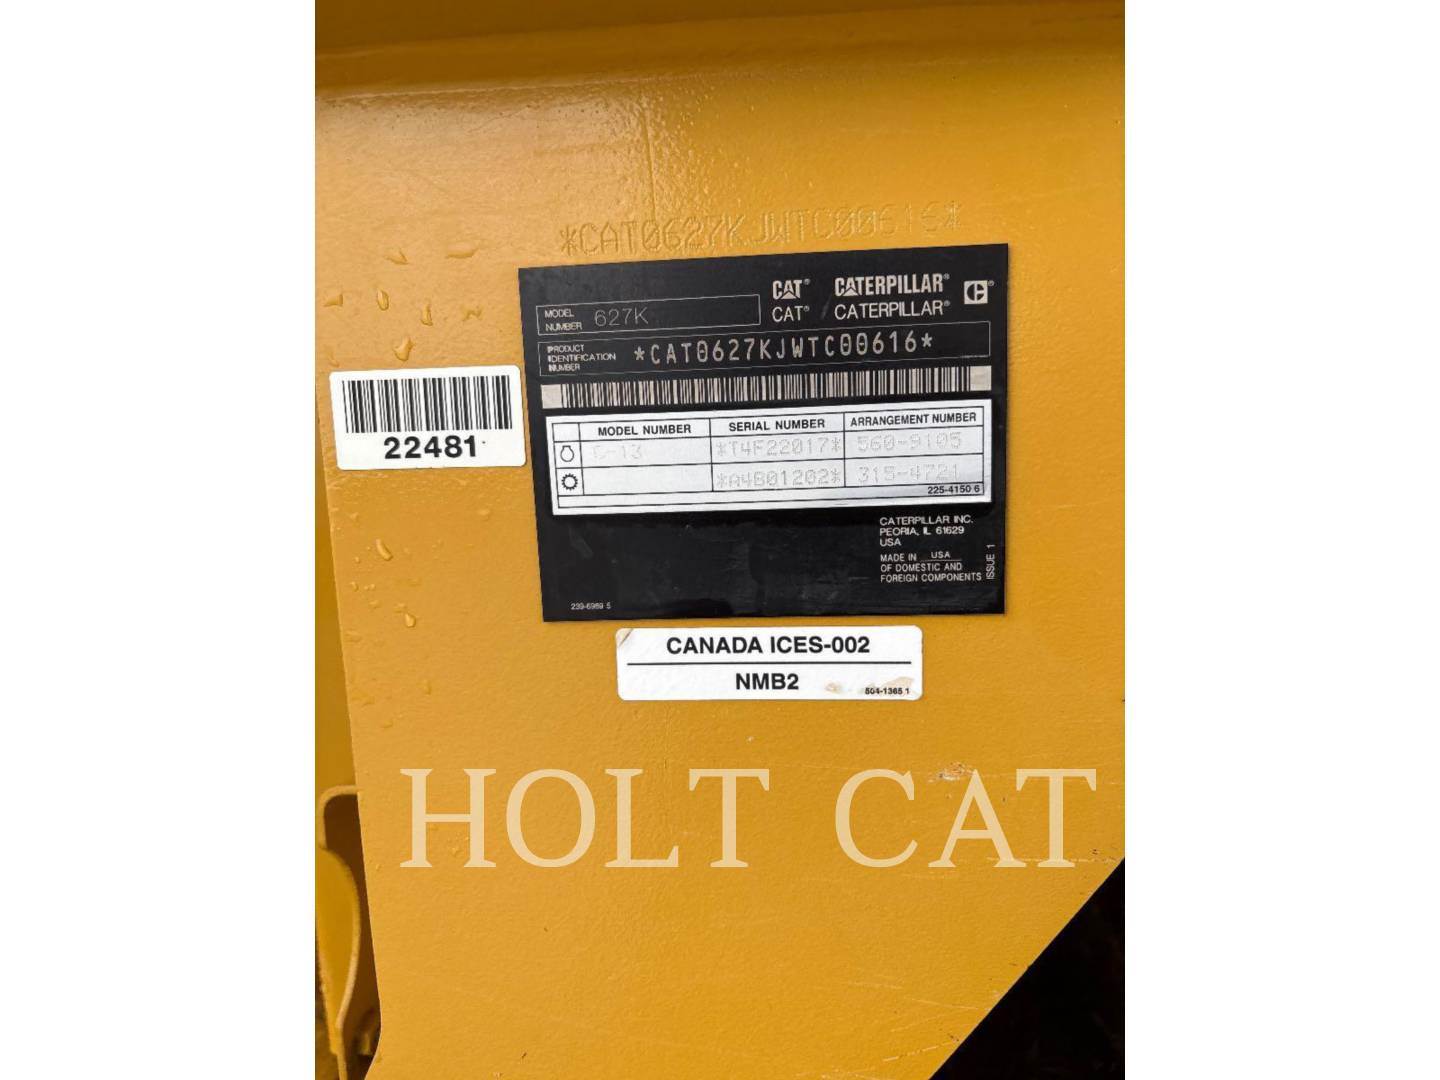 *CAT0627KJWTC00616*
CAT® CATERPILLAR®
CAT® CATERPILLAR®
MODEL NUMBER 627K
PRODUCT IDENTIFICATION NUMBER *CAT0627KJWTC00616*
MODEL NUMBER SERIAL NUMBER ARRANGEMENT NUMBER
C-13 *T4F22017* 560-9105
*A4B01202* 315-4721
225-4150 6
CATERPILLAR INC.
PEORIA, IL 61629
USA
MADE IN USA
OF DOMESTIC AND
FOREIGN COMPONENTS
ISSUE 1
239-6969 5
22481
CANADA ICES-002
NMB2
504-1365 1
HOLT CAT